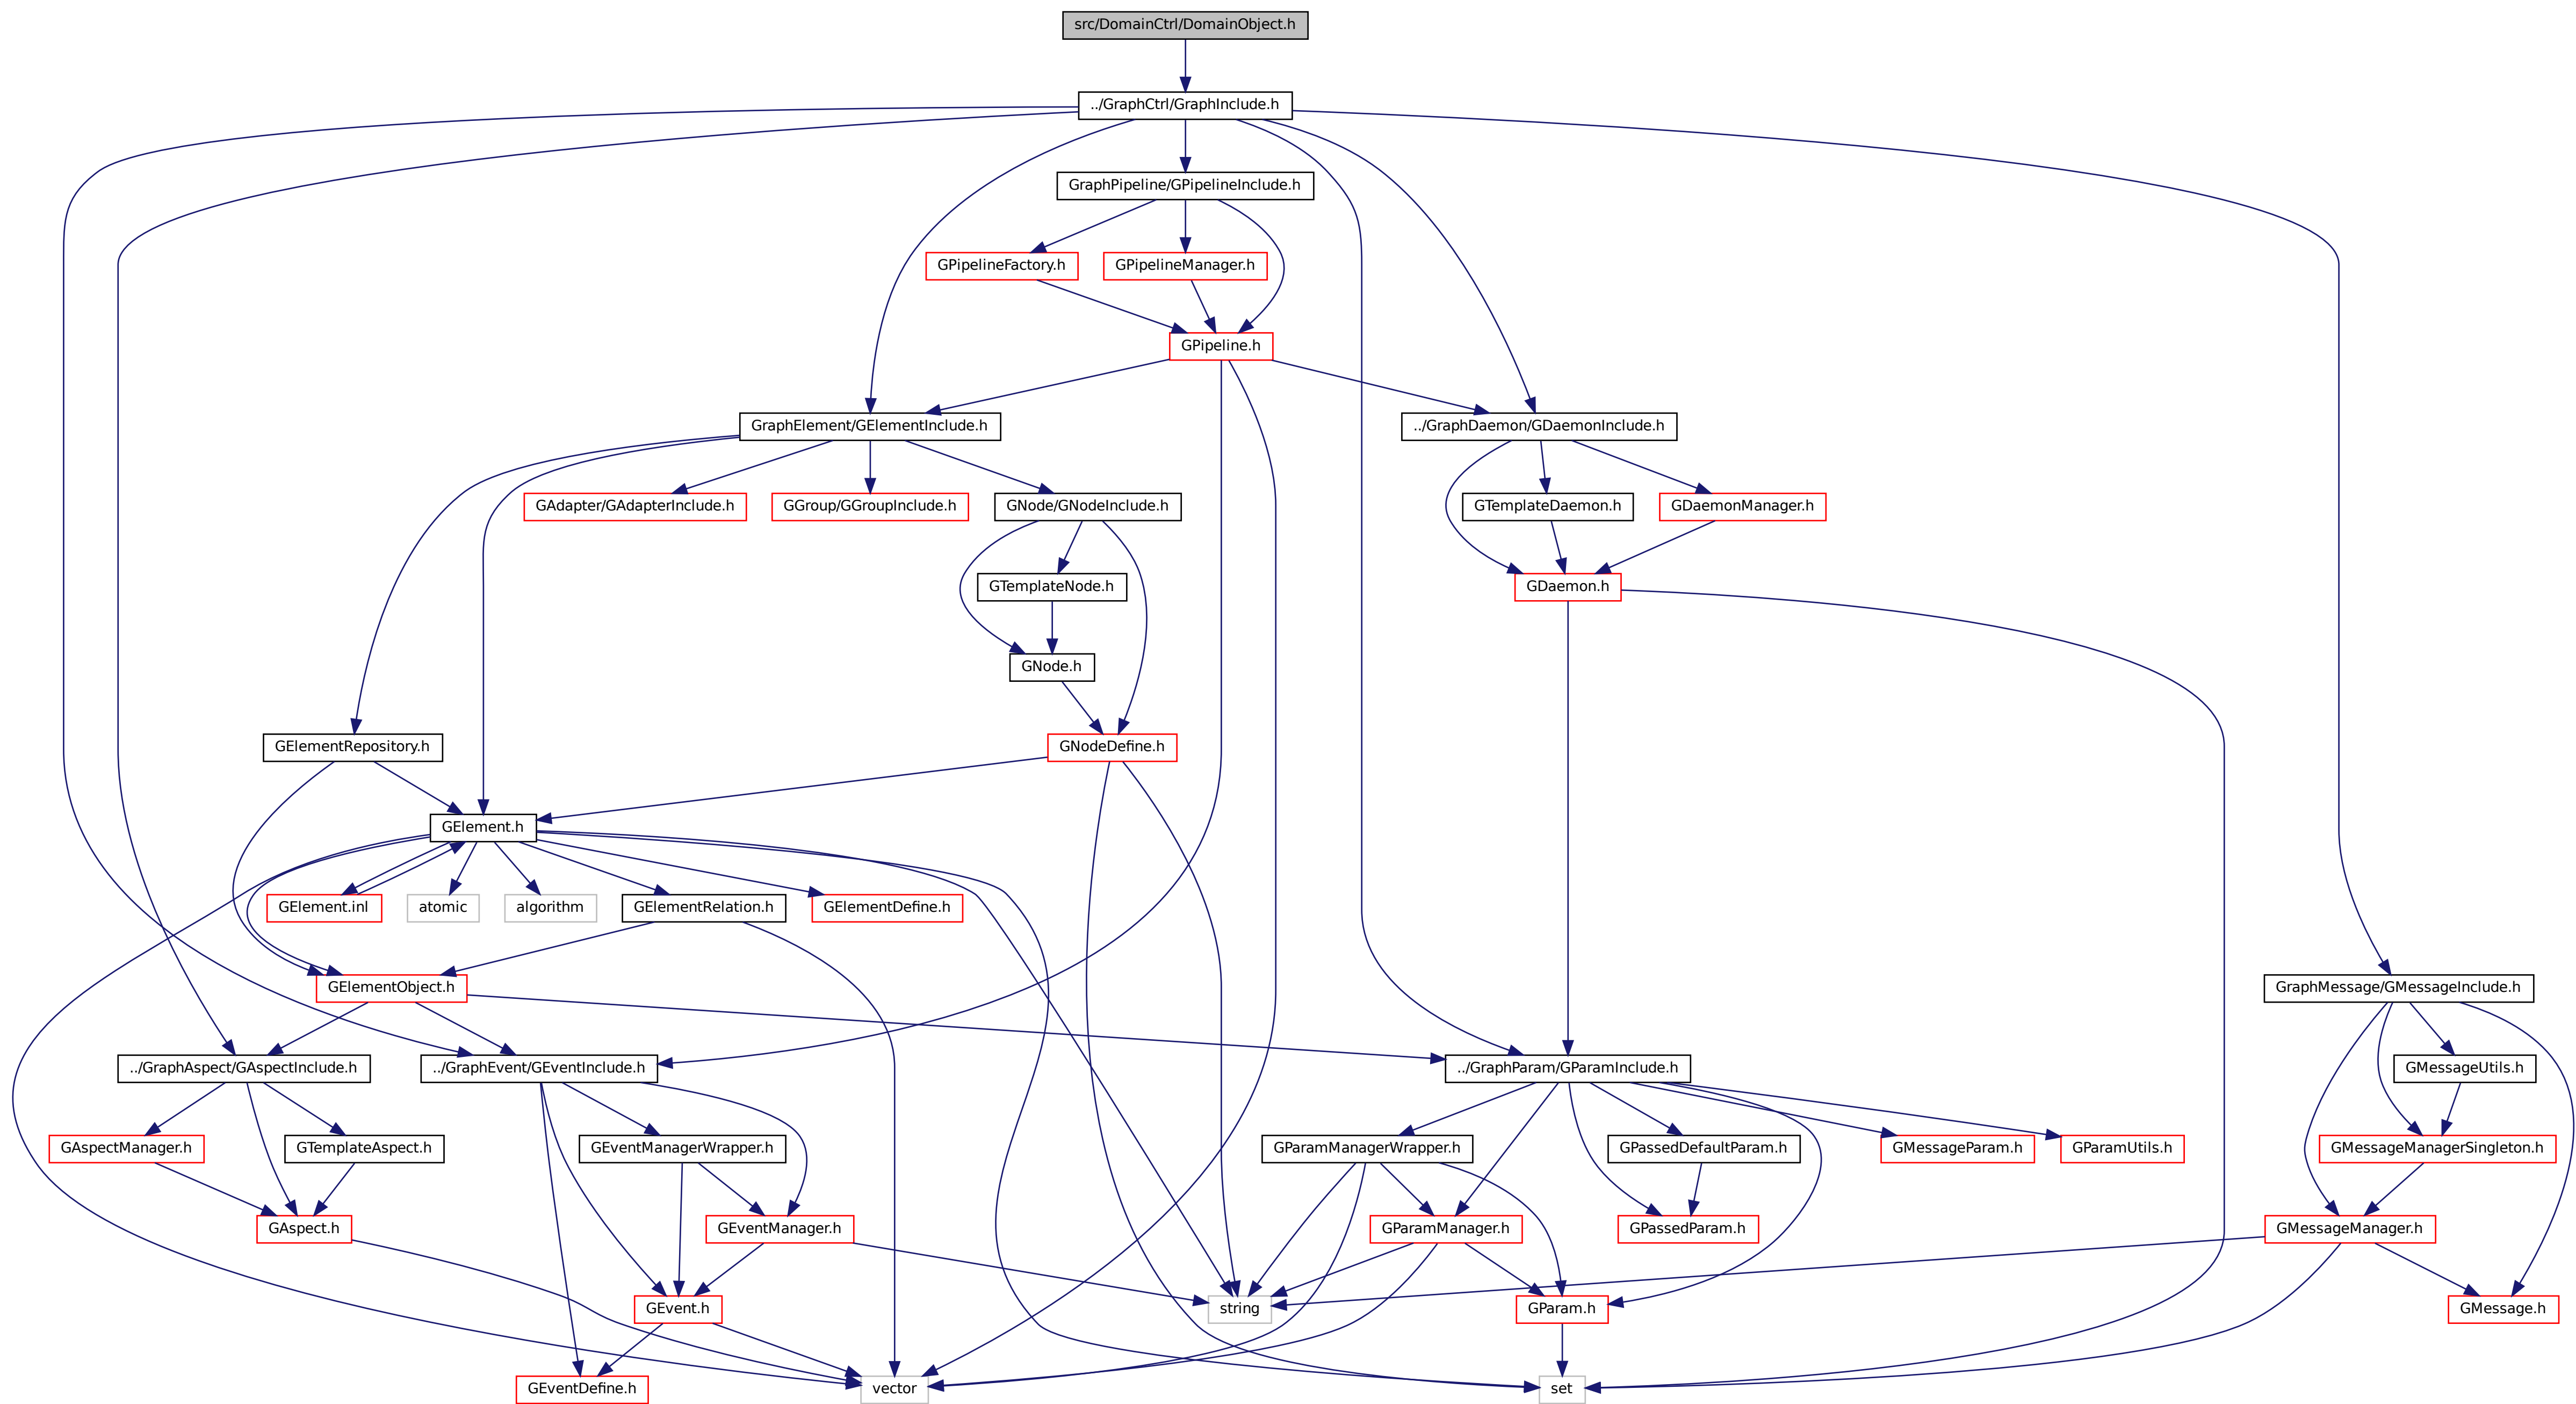 src/DomainCtrl/DomainObject.h
../GraphCtrl/GraphInclude.h
GraphPipeline/GPipelineInclude.h
GPipelineFactory.h
GPipelineManager.h
GPipeline.h
GraphElement/GElementInclude.h
../GraphDaemon/GDaemonInclude.h
GAdapter/GAdapterInclude.h
GGroup/GGroupInclude.h
GNode/GNodeInclude.h
GTemplateDaemon.h
GDaemonManager.h
GTemplateNode.h
GDaemon.h
GNode.h
GElementRepository.h
GNodeDefine.h
GElement.h
GElement.inl
atomic
algorithm
GElementRelation.h
GElementDefine.h
GElementObject.h
GraphMessage/GMessageInclude.h
../GraphAspect/GAspectInclude.h
../GraphEvent/GEventInclude.h
../GraphParam/GParamInclude.h
GMessageUtils.h
GAspectManager.h
GTemplateAspect.h
GEventManagerWrapper.h
GParamManagerWrapper.h
GPassedDefaultParam.h
GMessageParam.h
GParamUtils.h
GMessageManagerSingleton.h
GAspect.h
GEventManager.h
GParamManager.h
GPassedParam.h
GMessageManager.h
GEvent.h
string
GParam.h
GMessage.h
GEventDefine.h
vector
set